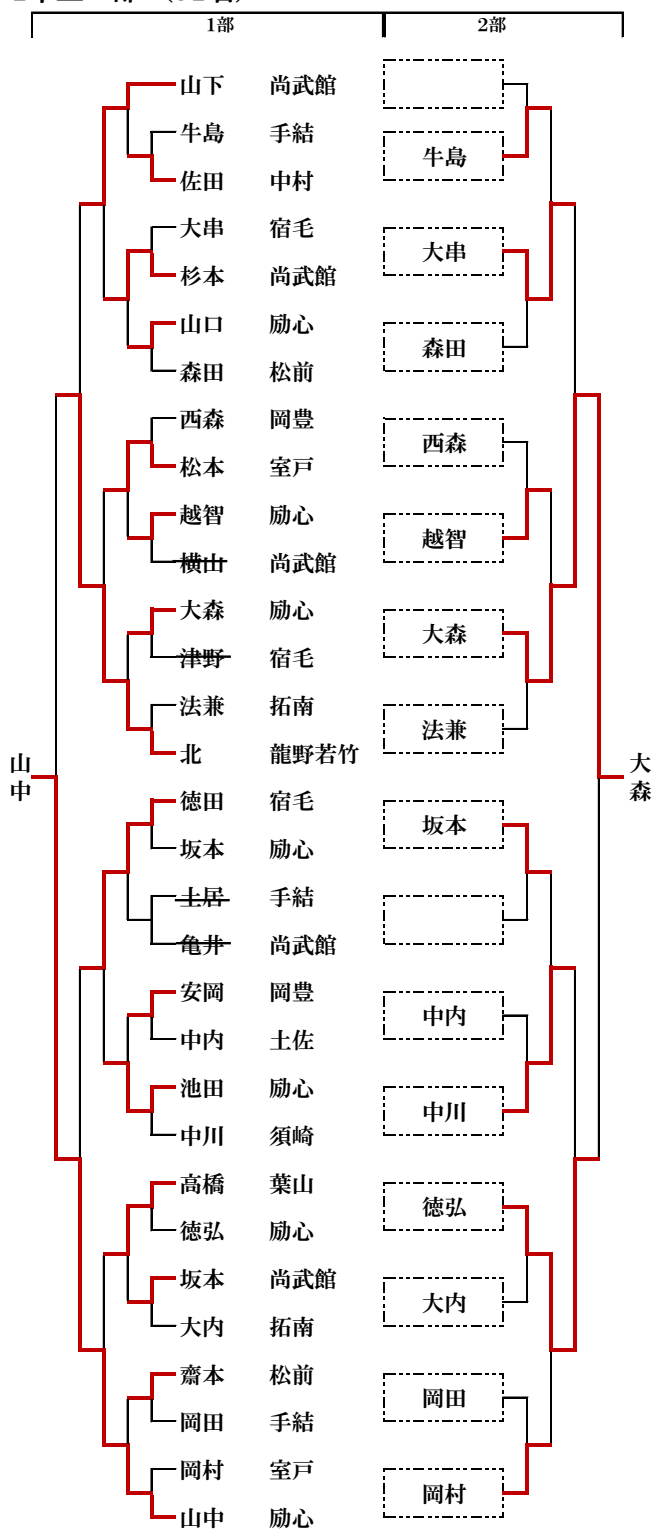 1部 2部
山下 尚武館
牛島 手結
牛島
佐田 中村
大串 宿毛
大串
杉本 尚武館
山口 励心
森田
森田 松前
西森 岡豊
西森
松本 室戸
越智 励心
越智
横山 尚武館
大森 励心
大森
津野 宿毛
法兼 拓南
法兼
北 龍野若竹
山中
大森
徳田 宿毛
坂本
坂本 励心
土居 手結
亀井 尚武館
安岡 岡豊
中内
中内 土佐
池田 励心
中川
中川 須崎
高橋 葉山
徳弘
徳弘 励心
坂本 尚武館
大内
大内 拓南
齋本 松前
岡田
岡田 手結
岡村 室戸
岡村
山中 励心